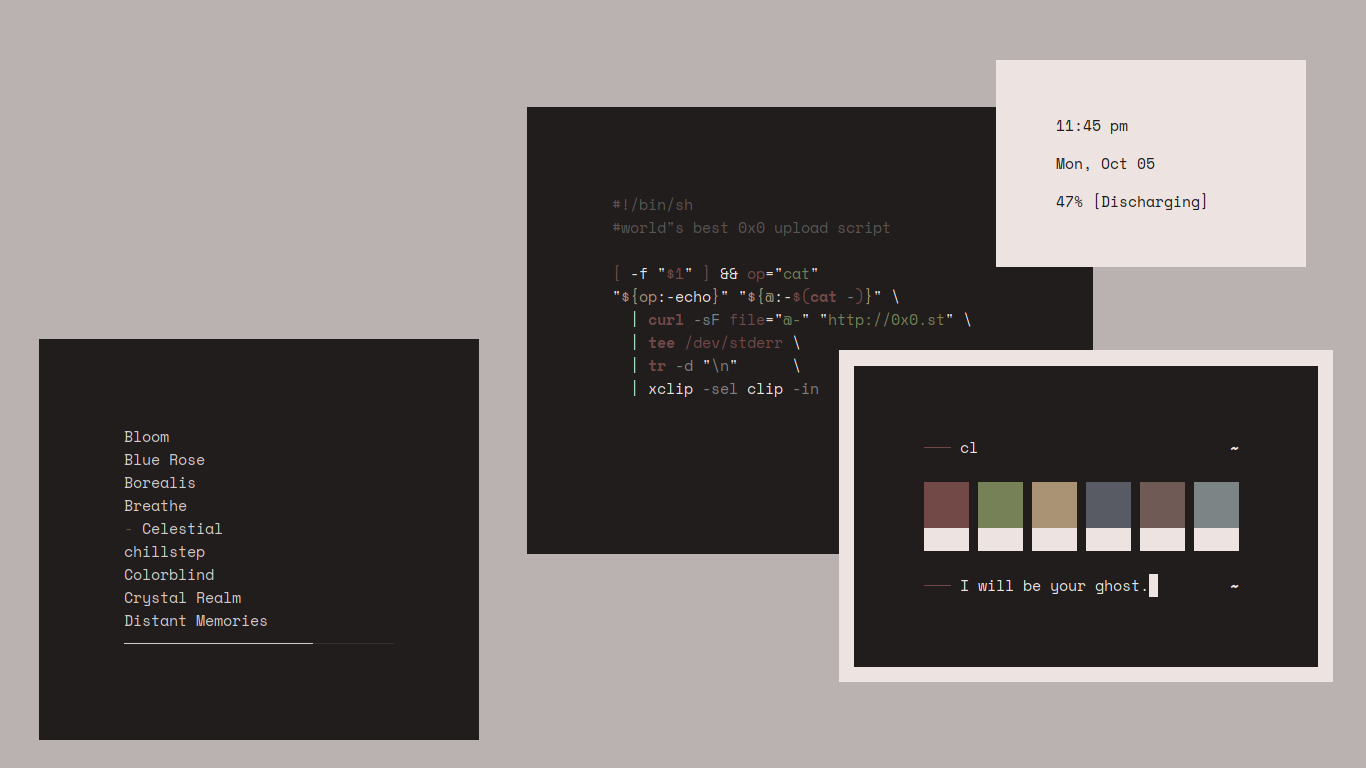 11:45 pm
Mon, Oct 05
47% [Discharging]
#!/bin/sh
#world"s best 0x0 upload script
[ -f "$1" ] && op="cat"
"${op:-echo}" "${@:-$(cat -)}" \
| curl -sF file="@-" "http://0x0.st" \
| tee /dev/stderr \
| tr -d "\n" \
| xclip -sel clip -in
Bloom
Blue Rose
Borealis
Breathe
- Celestial
chillstep
Colorblind
Crystal Realm
Distant Memories
cl ~
I will be your ghost. ~